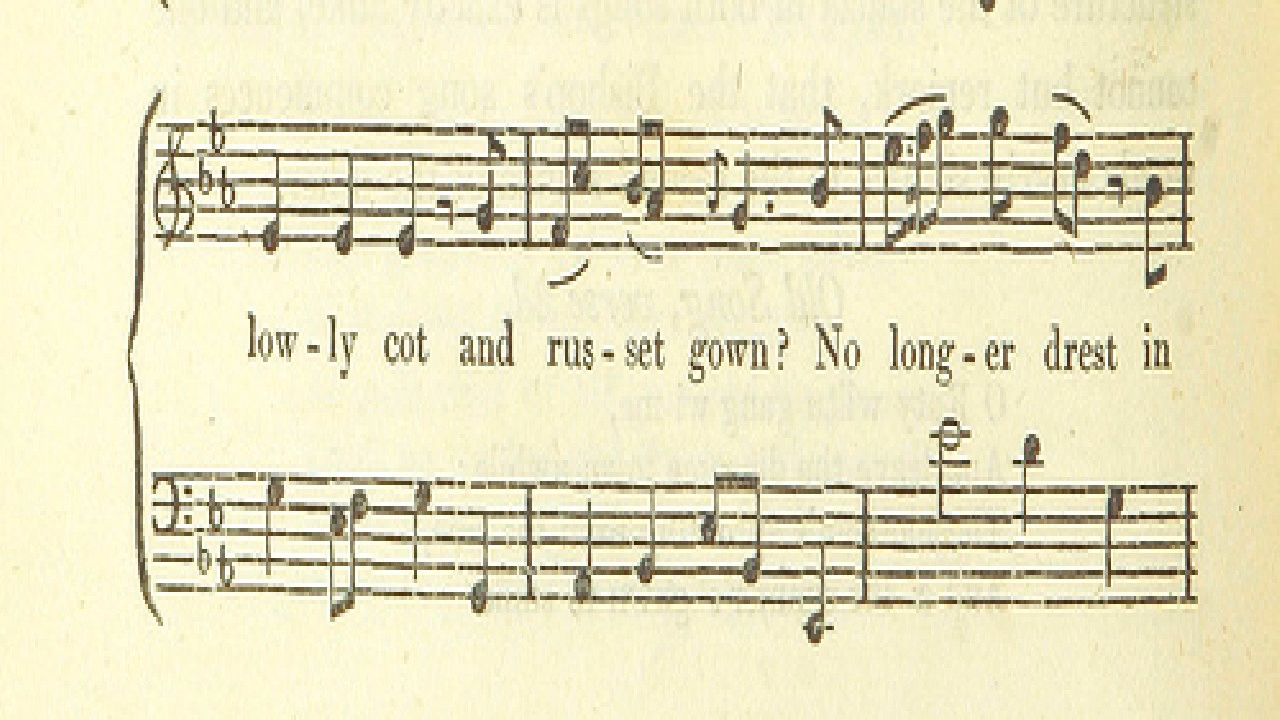 low - ly cot and rus - set gown? No long - er drest in